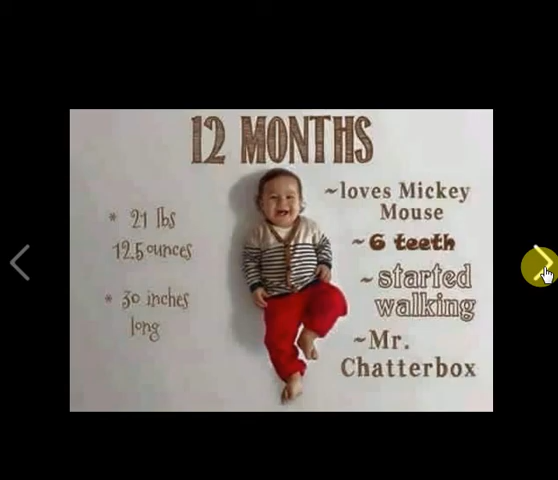 12 MONTHS
* 21 lbs
12.5 ounces
* 30 inches
long
~loves Mickey
Mouse
~6 teeth
~started
walking
~Mr.
Chatterbox